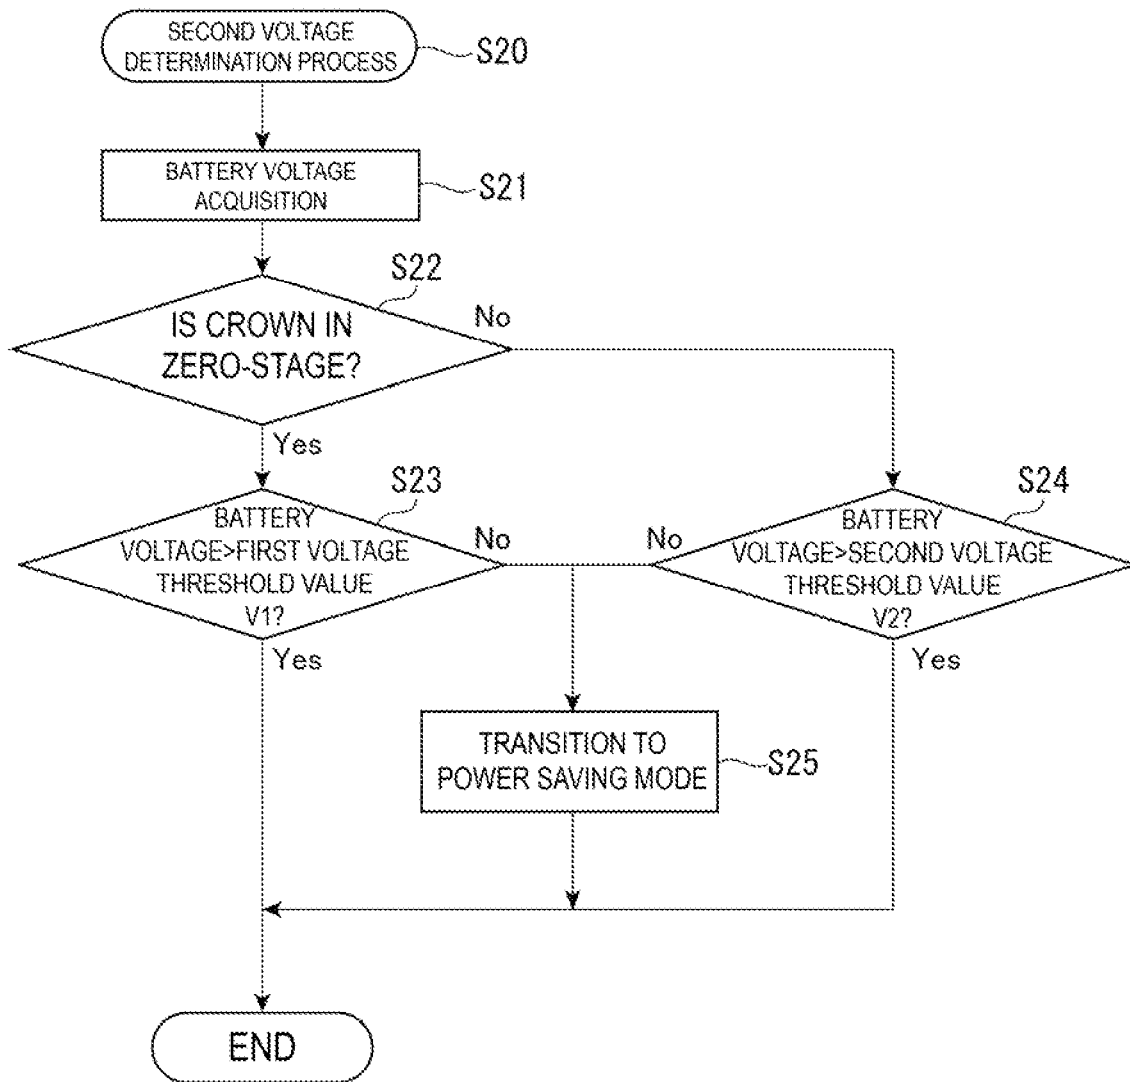 SECOND VOLTAGE
DETERMINATION PROCESS
S20
BATTERY VOLTAGE
ACQUISITION
S21
S22
IS CROWN IN
ZERO-STAGE?
No
Yes
S23
BATTERY
VOLTAGE>FIRST VOLTAGE
THRESHOLD VALUE
V1?
No
Yes
S24
BATTERY
VOLTAGE>SECOND VOLTAGE
THRESHOLD VALUE
V2?
No
Yes
TRANSITION TO
POWER SAVING MODE
S25
END